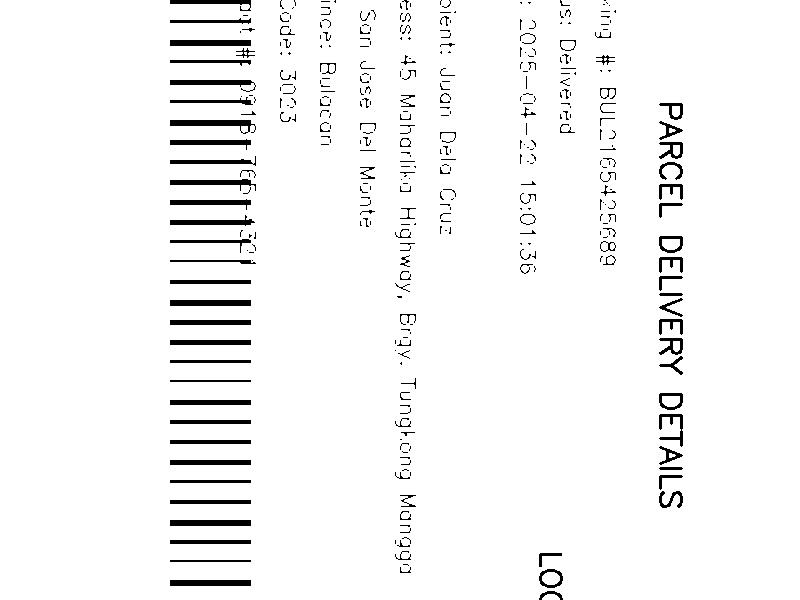 PARCEL DELIVERY DETAILS
king #: BUL2165425689
us: Delivered
LOC
: 2025-04-22 15:01:36
pient: Juan Dela Cruz
ess: 45 Maharlika Highway, Brgy. Tungkong Mangga
San Jose Del Monte
ince: Bulacan
Code: 3023
#: 0918-765-4321